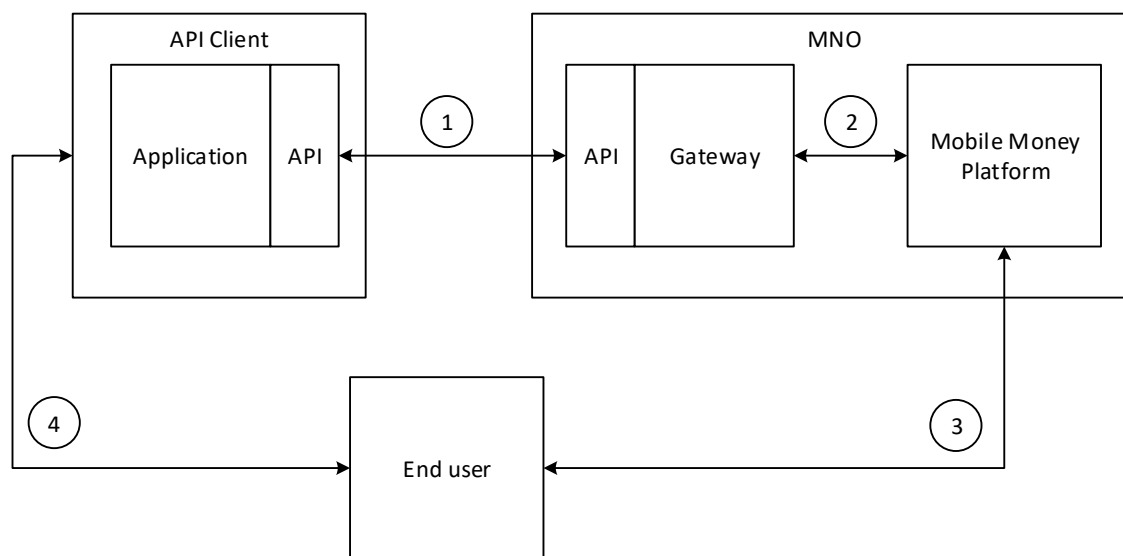 API Client
MNO
Application
API
1
API
Gateway
2
Mobile Money
Platform
4
End user
3